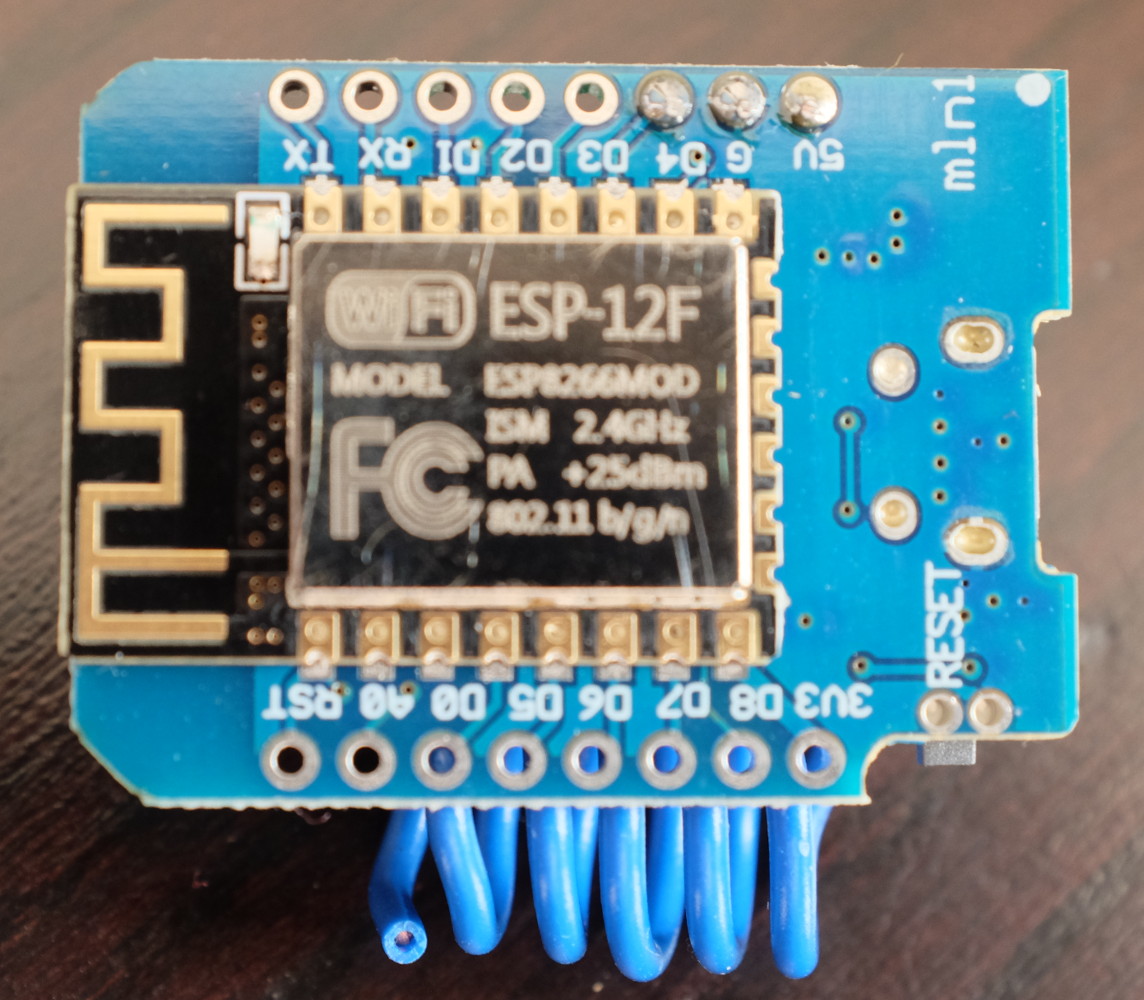 TX RX D1 D2 D3 D4 G 5V
mini
WiFi ESP-12F
MODEL ESP8266MOD
ISM 2.4GHz
PA +25dBm
802.11 b/g/n
FC
RESET
RST A0 D0 D5 D6 D7 D8 3V3